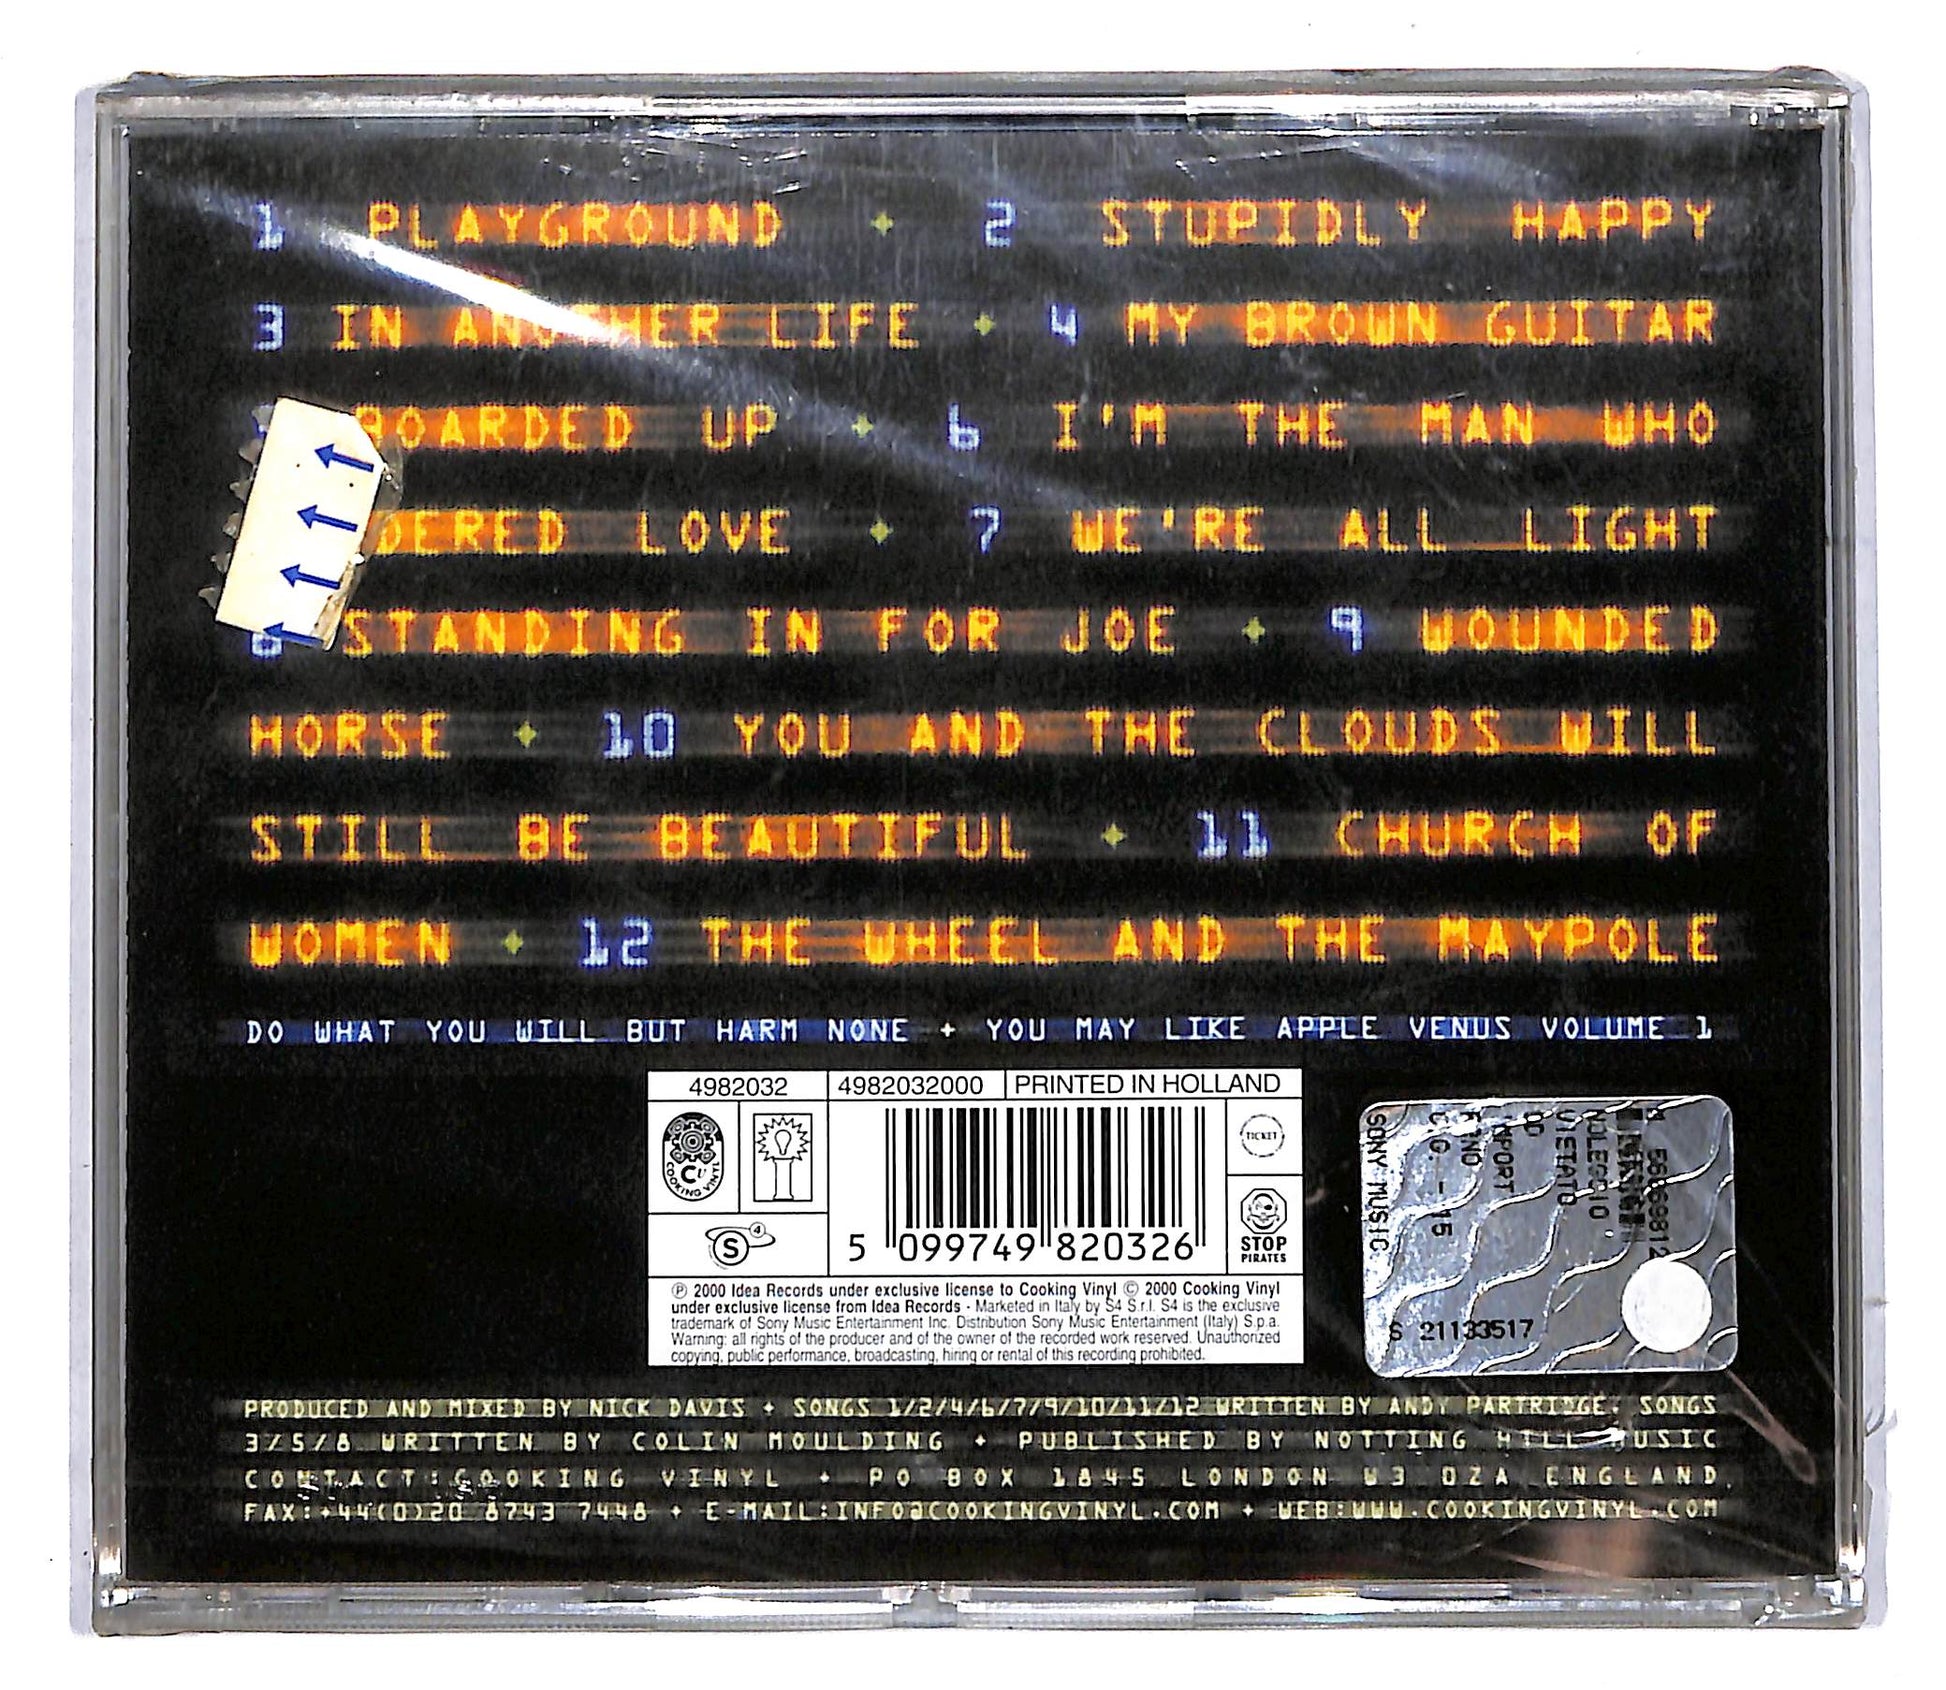 1 PLAYGROUND + 2 STUPIDLY HAPPY
3 IN ANOTHER LIFE + 4 MY BROWN GUITAR
BOARDED UP + 6 I'M THE MAN WHO
DERED LOVE + 7 WE'RE ALL LIGHT
8 STANDING IN FOR JOE + 9 WOUNDED
HORSE + 10 YOU AND THE CLOUDS WILL
STILL BE BEAUTIFUL + 11 CHURCH OF
WOMEN + 12 THE WHEEL AND THE MAYPOLE
DO WHAT YOU WILL BUT HARM NONE + YOU MAY LIKE APPLE VENUS VOLUME 1
4982032 4982032000 PRINTED IN HOLLAND
COOKING VINYL
TICKET
S 4
5 099749 820326
STOP
PIRATES
℗ 2000 Idea Records under exclusive license to Cooking Vinyl © 2000 Cooking Vinyl
under exclusive license from Idea Records - Marketed in Italy by S4 S.r.l. S4 is the exclusive
trademark of Sony Music Entertainment Inc. Distribution Sony Music Entertainment (Italy) S.p.a.
Warning: all rights of the producer and of the owner of the recorded work reserved. Unauthorized
copying, public performance, broadcasting, hiring or rental of this recording prohibited.
VIETATO
SONY MUSIC
S 21133517
PRODUCED AND MIXED BY NICK DAVIS + SONGS 1/2/4/6/7/9/10/11/12 WRITTEN BY ANDY PARTRIDGE. SONGS
3/5/8 WRITTEN BY COLIN MOULDING + PUBLISHED BY NOTTING HILL MUSIC
CONTACT:COOKING VINYL + PO BOX 1845 LONDON W3 0ZA ENGLAND
FAX:+44(0)20 8743 7448 + E-MAIL:INFO@COOKINGVINYL.COM + WEB:WWW.COOKINGVINYL.COM